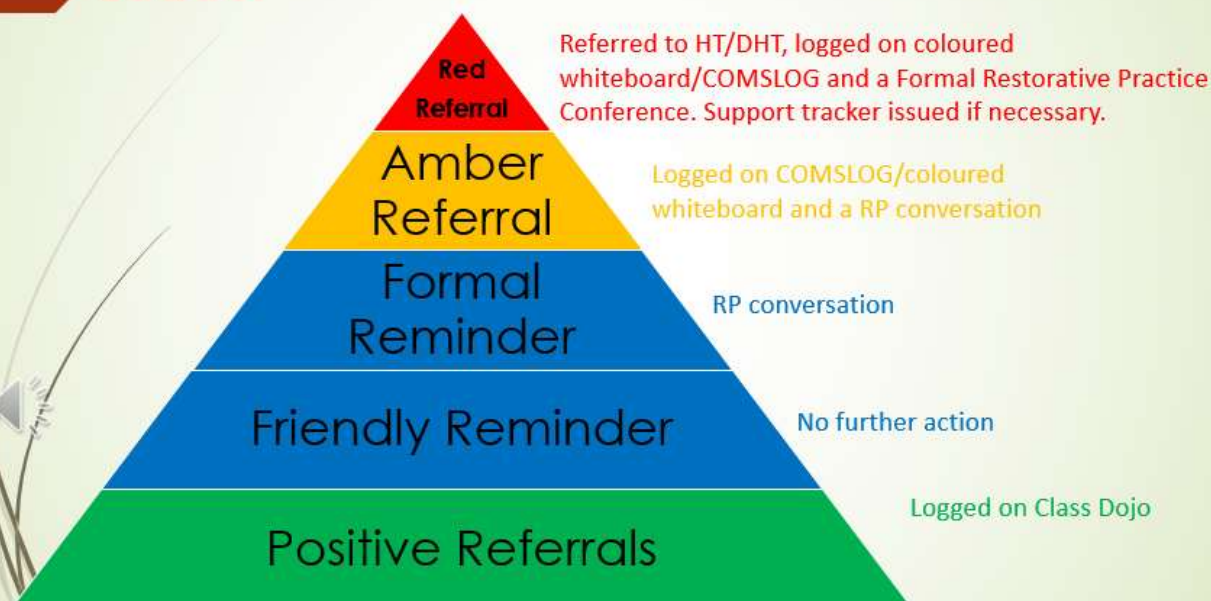 Red
Referral
Referred to HT/DHT, logged on coloured
whiteboard/COMSLOG and a Formal Restorative Practice
Conference. Support tracker issued if necessary.
Amber
Referral
Logged on COMSLOG/coloured
whiteboard and a RP conversation
Formal
Reminder
RP conversation
Friendly Reminder
No further action
Positive Referrals
Logged on Class Dojo